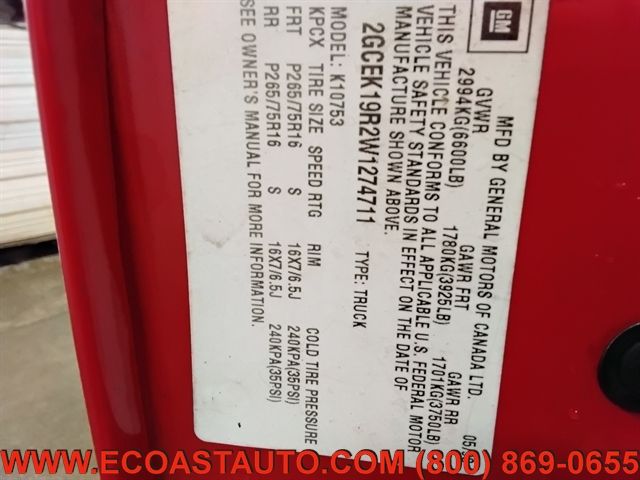 GM
MFD BY GENERAL MOTORS OF CANADA LTD.
GVWR GAWR FRT GAWR RR
2994KG(6600LB) 1780KG(3925LB) 1701KG(3750LB)
THIS VEHICLE CONFORMS TO ALL APPLICABLE U.S. FEDERAL MOTOR
VEHICLE SAFETY STANDARDS IN EFFECT ON THE DATE OF
MANUFACTURE SHOWN ABOVE.
2GCEK19R2W1274711 TYPE: TRUCK
MODEL: K10753
KPCX TIRE SIZE SPEED RTG RIM COLD TIRE PRESSURE
FRT P265/75R16 S 16X7/6.5J 240KPA(35PSI)
RR P265/75R16 S 16X7/6.5J 240KPA(35PSI)
SEE OWNER'S MANUAL FOR MORE INFORMATION.
WWW.ECOASTAUTO.COM (800) 869-0655